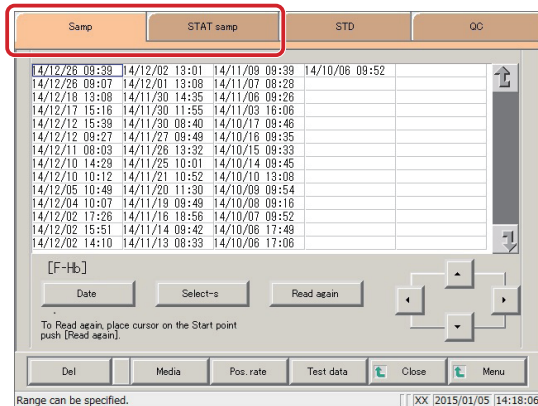 Samp STAT samp STD QC
14/12/26 09:39 14/12/02 13:01 14/11/09 09:39 14/10/06 09:52
14/12/26 09:07 14/12/01 13:08 14/11/07 08:28
14/12/18 13:08 14/11/30 14:35 14/11/06 09:26
14/12/17 15:16 14/11/30 11:55 14/11/03 16:06
14/12/12 15:39 14/11/30 08:40 14/10/17 09:46
14/12/12 09:27 14/11/27 09:49 14/10/16 09:35
14/12/11 08:03 14/11/26 13:32 14/10/15 09:33
14/12/10 14:29 14/11/25 10:01 14/10/14 09:45
14/12/10 10:12 14/11/21 10:52 14/10/10 13:08
14/12/05 10:49 14/11/20 11:30 14/10/09 09:54
14/12/04 10:07 14/11/19 09:49 14/10/08 09:16
14/12/02 17:26 14/11/16 18:56 14/10/07 09:52
14/12/02 15:51 14/11/14 09:42 14/10/06 17:49
14/12/02 14:10 14/11/13 08:33 14/10/06 17:06
[F-Hb]
Date Select-s Read again
To Read again, place cursor on the Start point
push [Read again].
Del Media Pos. rate Test data Close Menu
Range can be specified. XX 2015/01/05 14:18:06